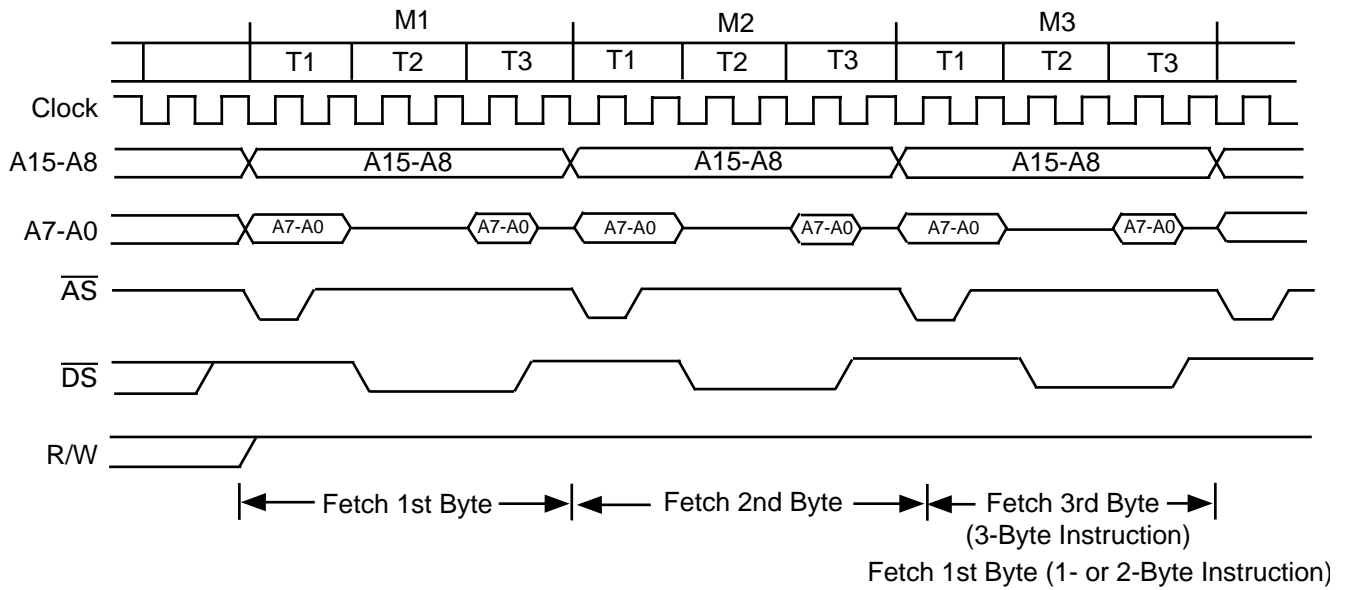 M1 M2 M3
T1 T2 T3 T1 T2 T3 T1 T2 T3
Clock
A15-A8 A15-A8 A15-A8 A15-A8
A7-A0 A7-A0 A7-A0 A7-A0 A7-A0 A7-A0 A7-A0
A̅S̅
D̅S̅
R/W
Fetch 1st Byte Fetch 2nd Byte Fetch 3rd Byte
(3-Byte Instruction)
Fetch 1st Byte (1- or 2-Byte Instruction)